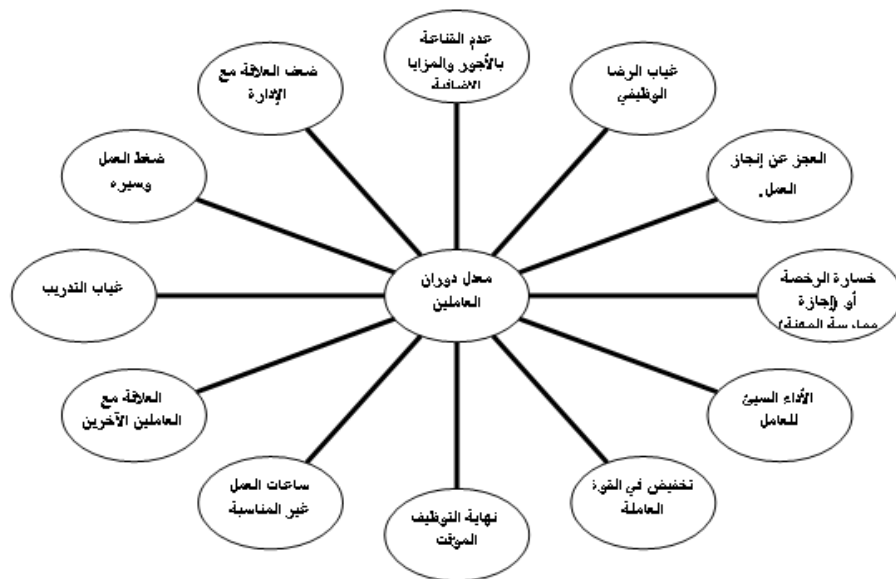 عدم القناعة
بالأجور والمزايا
الإضافية
غياب الرضا
الوظيفي
العجز عن إنجاز
العمل.
خسارة الرخصة
أو (إجازة
ممارسة المهنة)
الأداء السيئ
للعامل
تخفيض في القوة
العاملة
نهاية التوظيف
المؤقت
ساعات العمل
غير المناسبة
العلاقة مع
العاملين الآخرين
غياب التدريب
ضغط العمل
وسيره
ضعف العلاقة مع
الإدارة
معدل دوران
العاملين